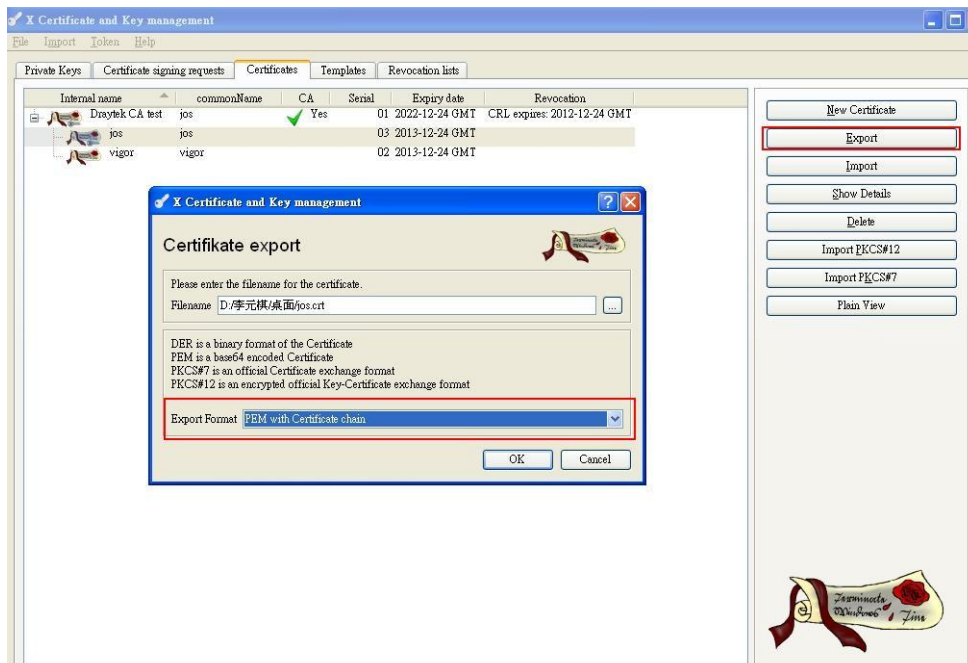 X Certificate and Key management
File Import Token Help
Private Keys Certificate signing requests Certificates Templates Revocation lists
Internal name commonName CA Serial Expiry date Revocation
Draytek CA test jos Yes 01 2022-12-24 GMT CRL expires: 2012-12-24 GMT
jos jos 03 2013-12-24 GMT
vigor vigor 02 2013-12-24 GMT
New Certificate
Export
Import
Show Details
Delete
Import PKCS#12
Import PKCS#7
Plain View
X Certificate and Key management
Certifikate export
Please enter the filename for the certificate.
Filename D:/李元棋/桌面/jos.crt ...
DER is a binary format of the Certificate
PEM is a base64 encoded Certificate
PKCS#7 is an official Certificate exchange format
PKCS#12 is an encrypted official Key-Certificate exchange format
Export Format PEM with Certificate chain
OK Cancel